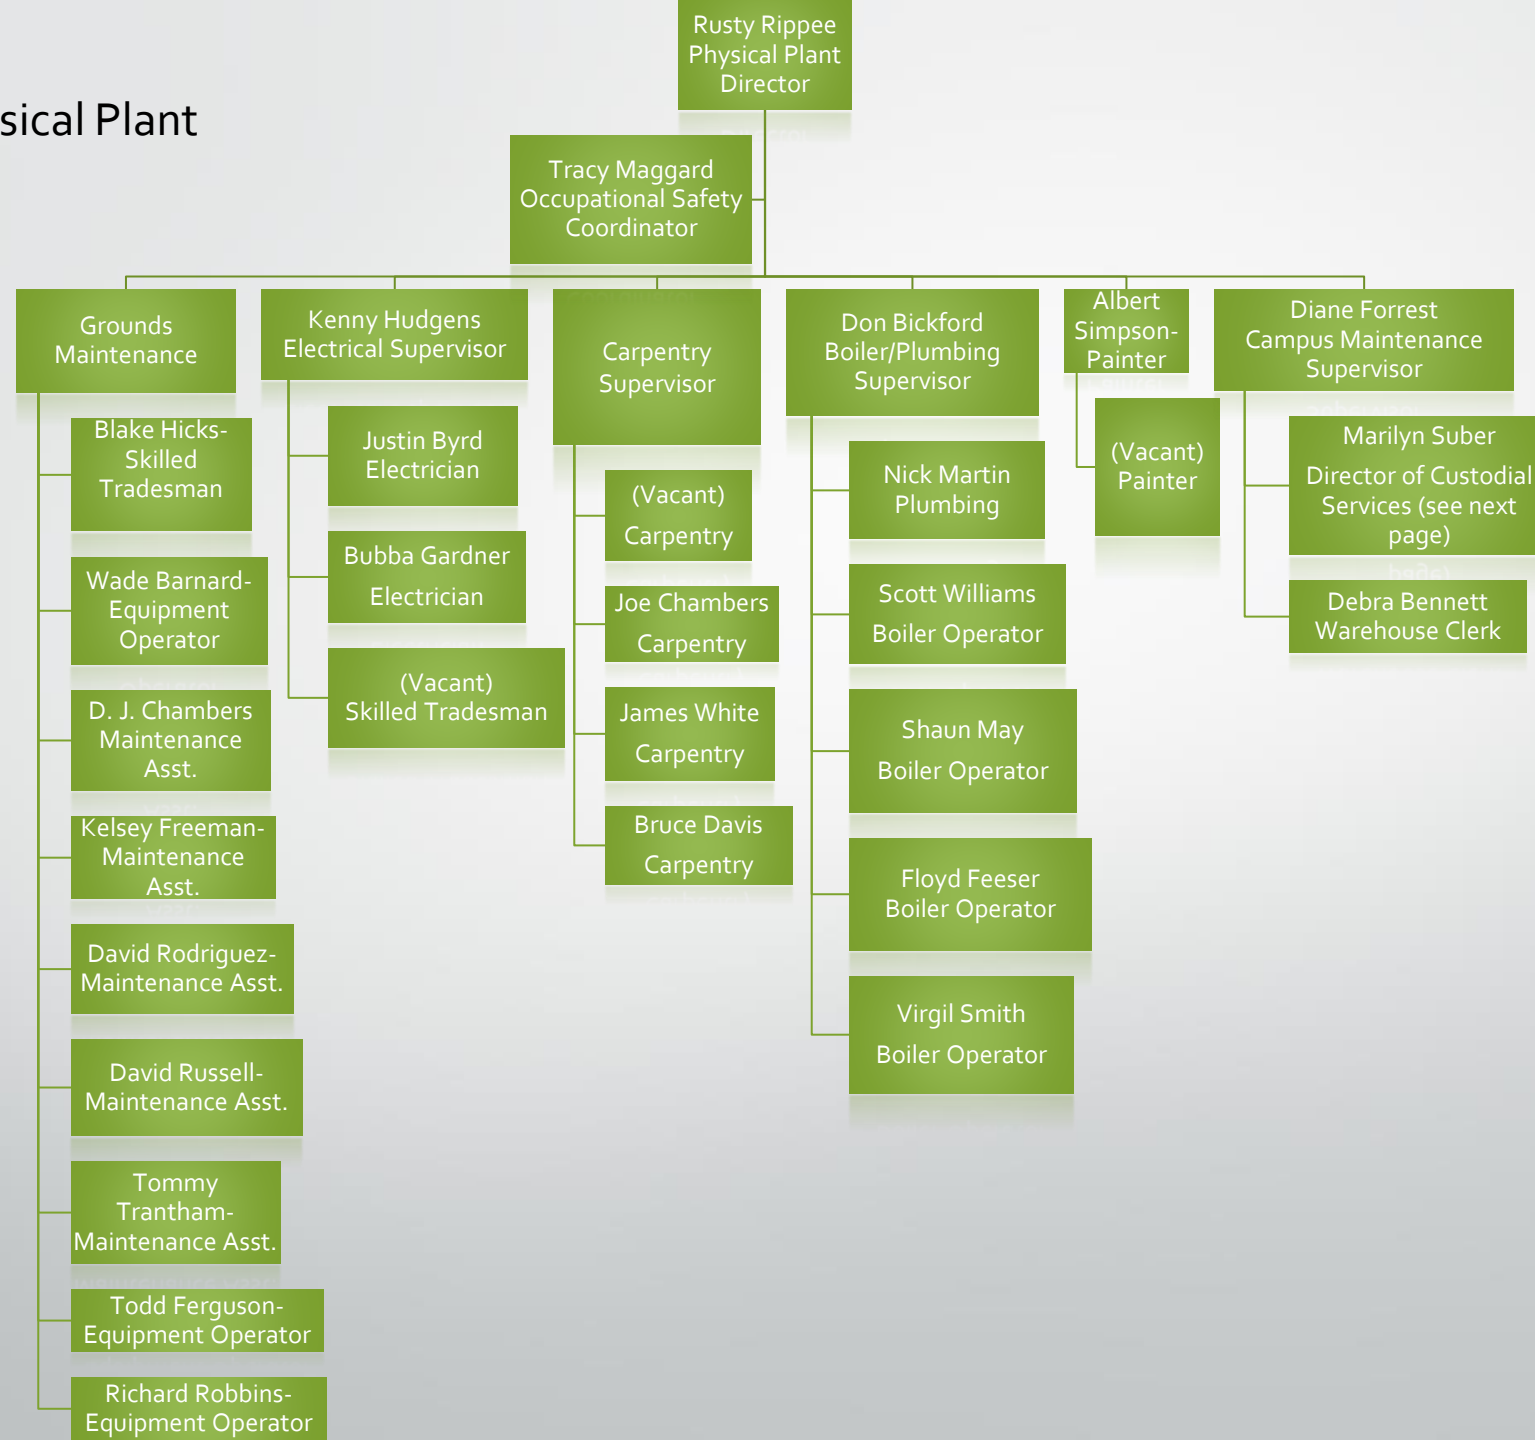 Rusty Rippee
Physical Plant
Director
sical Plant
Tracy Maggard
Occupational Safety
Coordinator
Grounds
Maintenance
Blake Hicks-
Skilled
Tradesman
Wade Barnard-
Equipment
Operator
D. J. Chambers
Maintenance
Asst.
Kelsey Freeman-
Maintenance
Asst.
David Rodriguez-
Maintenance Asst.
David Russell-
Maintenance Asst.
Tommy
Trantham-
Maintenance Asst.
Todd Ferguson-
Equipment Operator
Richard Robbins-
Equipment Operator
Kenny Hudgens
Electrical Supervisor
Justin Byrd
Electrician
Bubba Gardner
Electrician
(Vacant)
Skilled Tradesman
Carpentry
Supervisor
(Vacant)
Carpentry
Joe Chambers
Carpentry
James White
Carpentry
Bruce Davis
Carpentry
Don Bickford
Boiler/Plumbing
Supervisor
Nick Martin
Plumbing
Scott Williams
Boiler Operator
Shaun May
Boiler Operator
Floyd Feeser
Boiler Operator
Virgil Smith
Boiler Operator
Albert
Simpson-
Painter
(Vacant)
Painter
Diane Forrest
Campus Maintenance
Supervisor
Marilyn Suber
Director of Custodial
Services (see next
page)
Debra Bennett
Warehouse Clerk